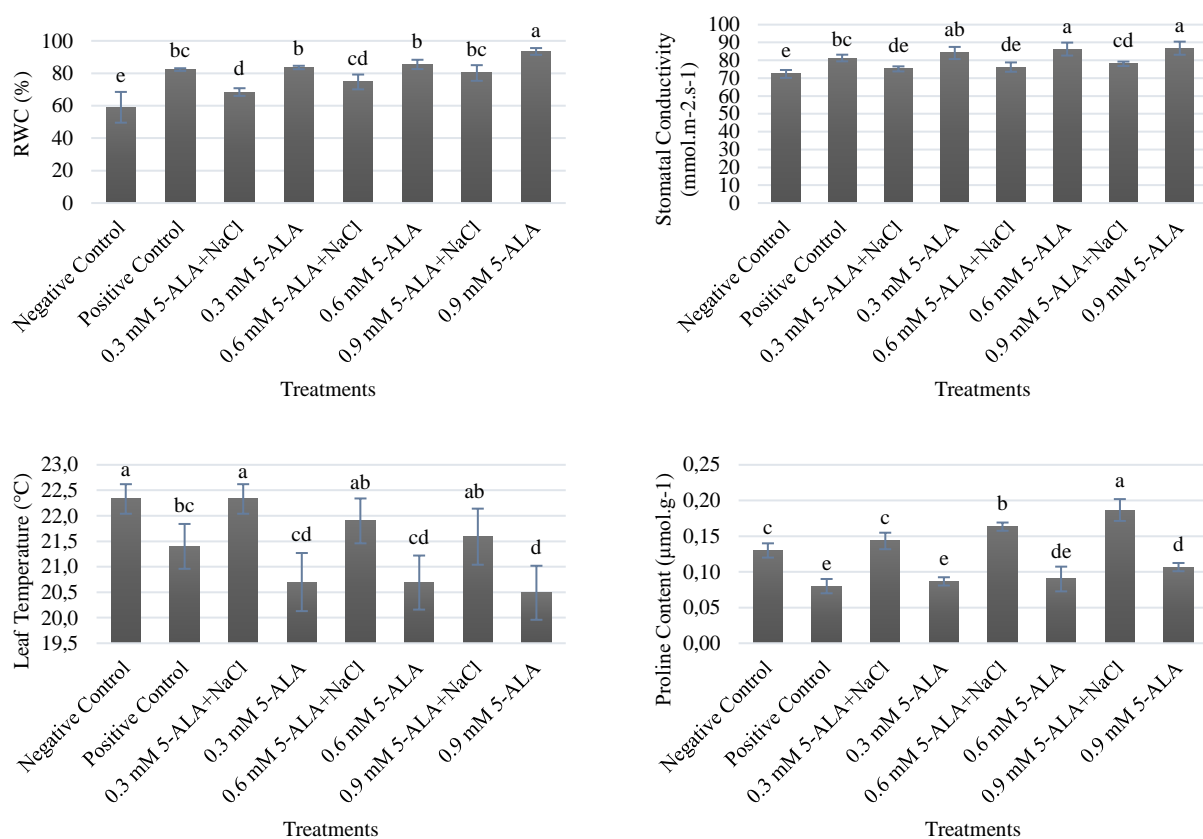 RWC (%)
100
80
60
40
20
0
e
bc
d
b
cd
b
bc
a
Negative Control
Positive Control
0.3 mM 5-ALA+NaCl
0.3 mM 5-ALA
0.6 mM 5-ALA+NaCl
0.6 mM 5-ALA
0.9 mM 5-ALA+NaCl
0.9 mM 5-ALA
Treatments
Stomatal Conductivity
(mmol.m-2.s-1)
100
90
80
70
60
50
40
30
20
10
0
e
bc
de
ab
de
a
cd
a
Negative Control
Positive Control
0.3 mM 5-ALA+NaCl
0.3 mM 5-ALA
0.6 mM 5-ALA+NaCl
0.6 mM 5-ALA
0.9 mM 5-ALA+NaCl
0.9 mM 5-ALA
Treatments
Leaf Temperature (°C)
23,0
22,5
22,0
21,5
21,0
20,5
20,0
19,5
a
bc
a
cd
ab
cd
ab
d
Negative Control
Positive Control
0.3 mM 5-ALA+NaCl
0.3 mM 5-ALA
0.6 mM 5-ALA+NaCl
0.6 mM 5-ALA
0.9 mM 5-ALA+NaCl
0.9 mM 5-ALA
Treatments
Proline Content (µmol.g-1)
0,25
0,20
0,15
0,10
0,05
0,00
c
e
c
e
b
de
a
d
Negative Control
Positive Control
0.3 mM 5-ALA+NaCl
0.3 mM 5-ALA
0.6 mM 5-ALA+NaCl
0.6 mM 5-ALA
0.9 mM 5-ALA+NaCl
0.9 mM 5-ALA
Treatments